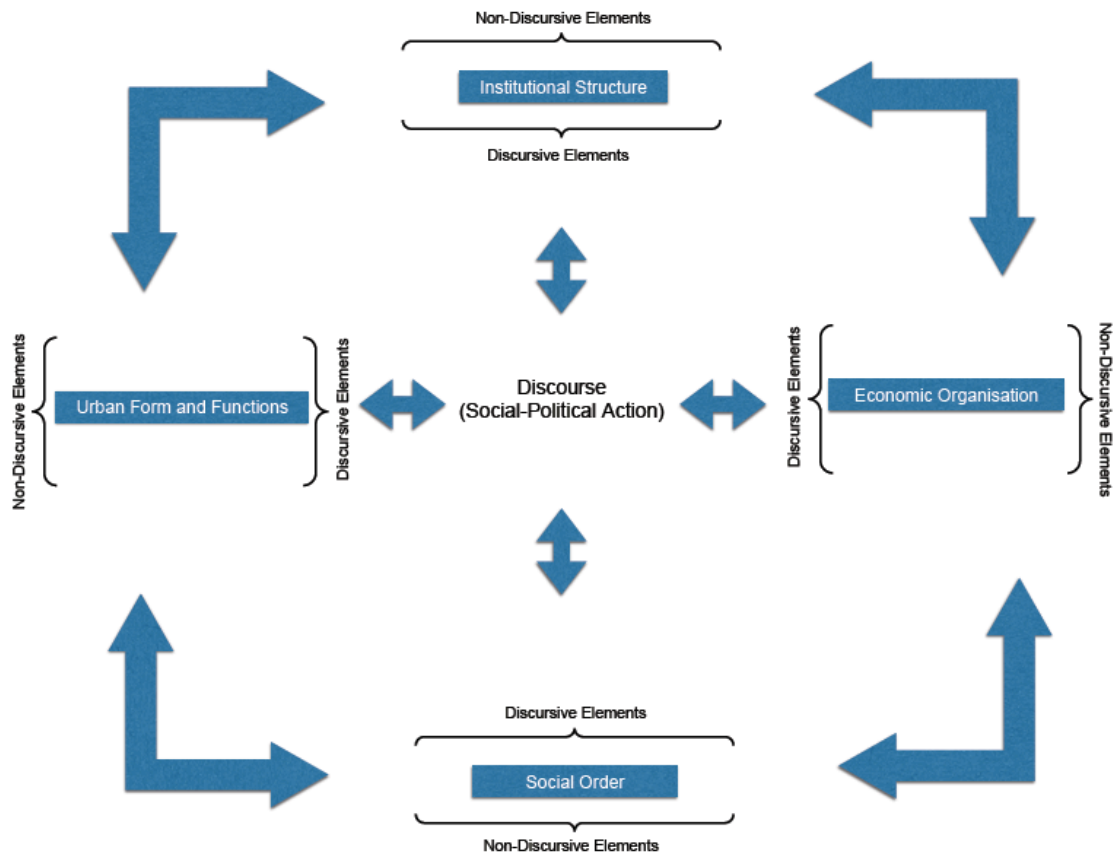 Non-Discursive Elements
Institutional Structure
Discursive Elements
Non-Discursive Elements
Urban Form and Functions
Discursive Elements
Discourse
(Social-Political Action)
Discursive Elements
Economic Organisation
Non-Discursive Elements
Discursive Elements
Social Order
Non-Discursive Elements